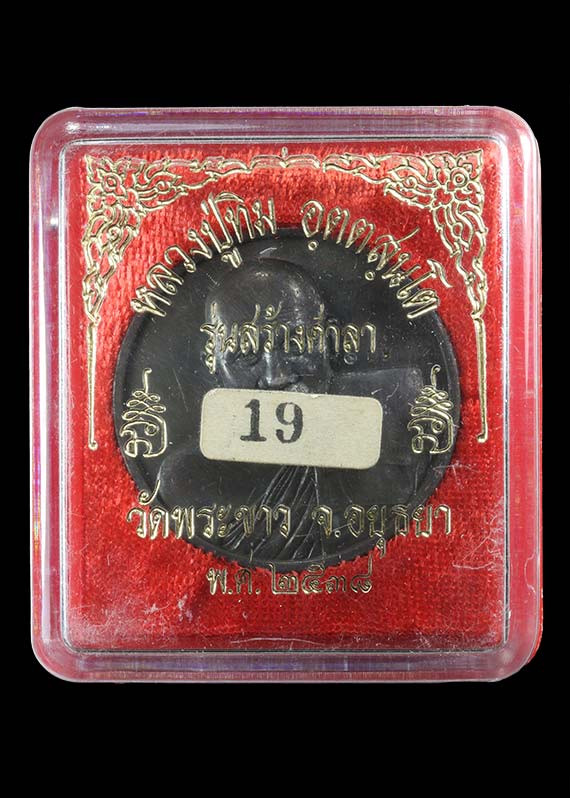 หลวงปู่ทิม อุตตสุนโต
รุ่นสร้างศาลา
19
วัดพระขาว จ.อยุธยา
พ.ศ.๒๕๓๘